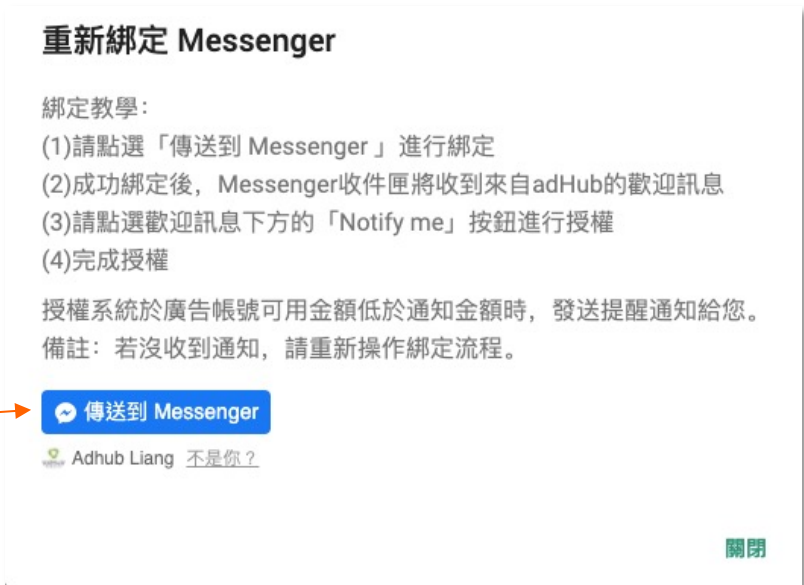 重新綁定 Messenger
綁定教學：
(1)請點選「傳送到 Messenger 」進行綁定
(2)成功綁定後，Messenger收件匣將收到來自adHub的歡迎訊息
(3)請點選歡迎訊息下方的「Notify me」按鈕進行授權
(4)完成授權
授權系統於廣告帳號可用金額低於通知金額時，發送提醒通知給您。
備註：若沒收到通知，請重新操作綁定流程。
傳送到 Messenger
Adhub Liang 不是你？
關閉